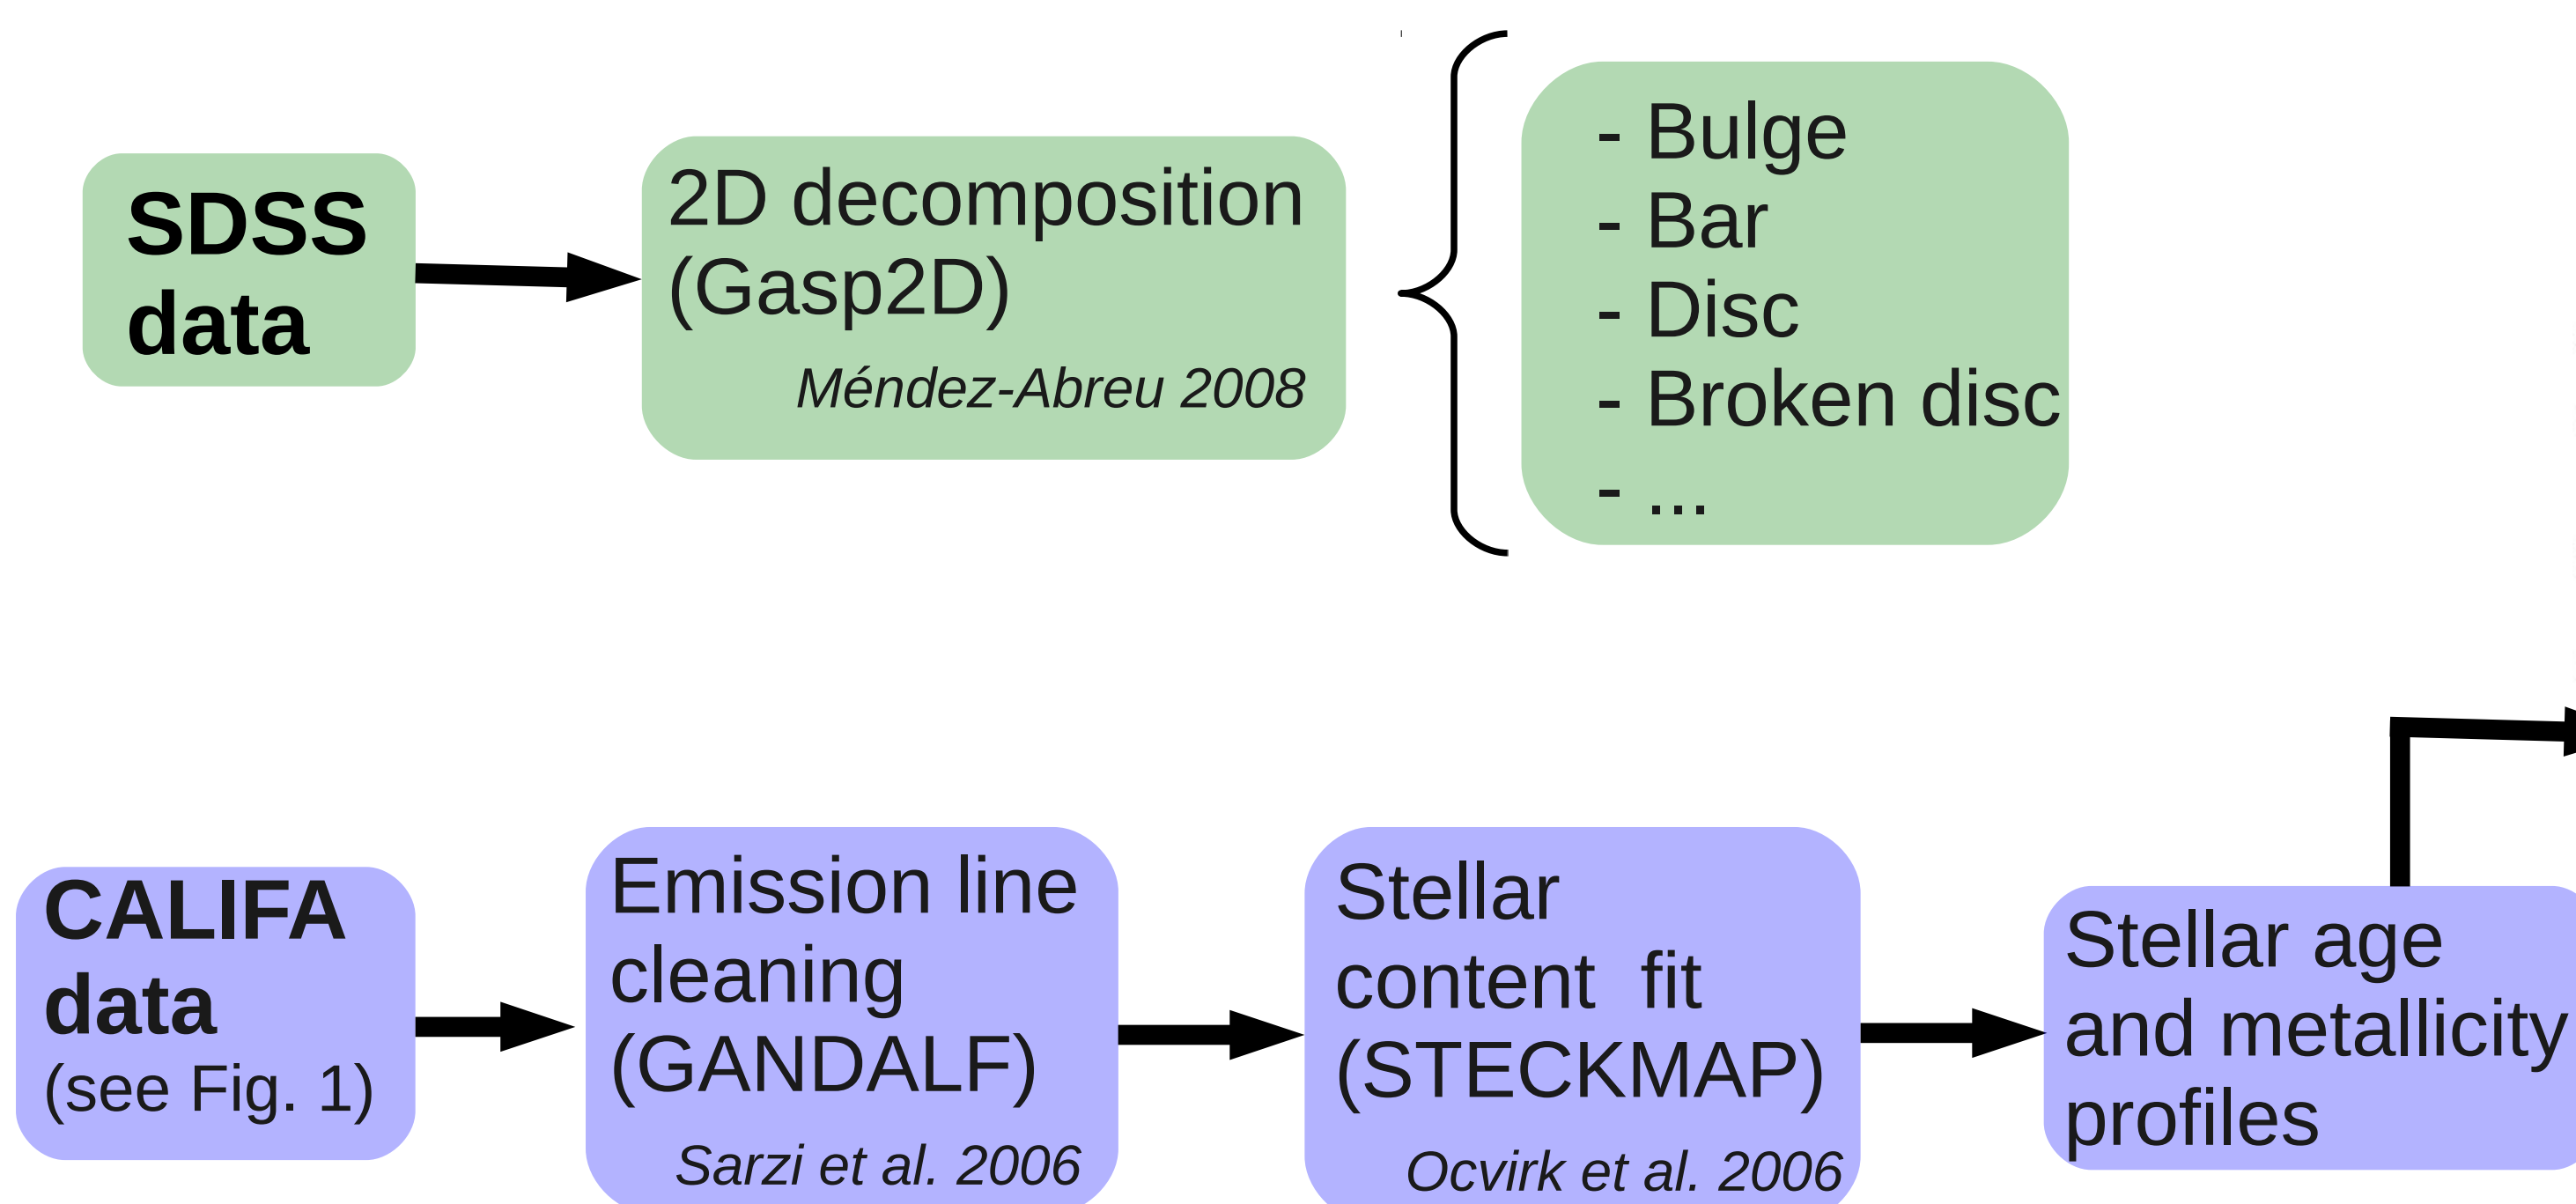 SDSS
data
2D decomposition
(Gasp2D)
Méndez-Abreu 2008
- Bulge
- Bar
- Disc
- Broken disc
- ...
CALIFA
data
(see Fig. 1)
Emission line
cleaning
(GANDALF)
Sarzi et al. 2006
Stellar
content  fit
(STECKMAP)
Ocvirk et al. 2006
Stellar age
and metallicity
profiles